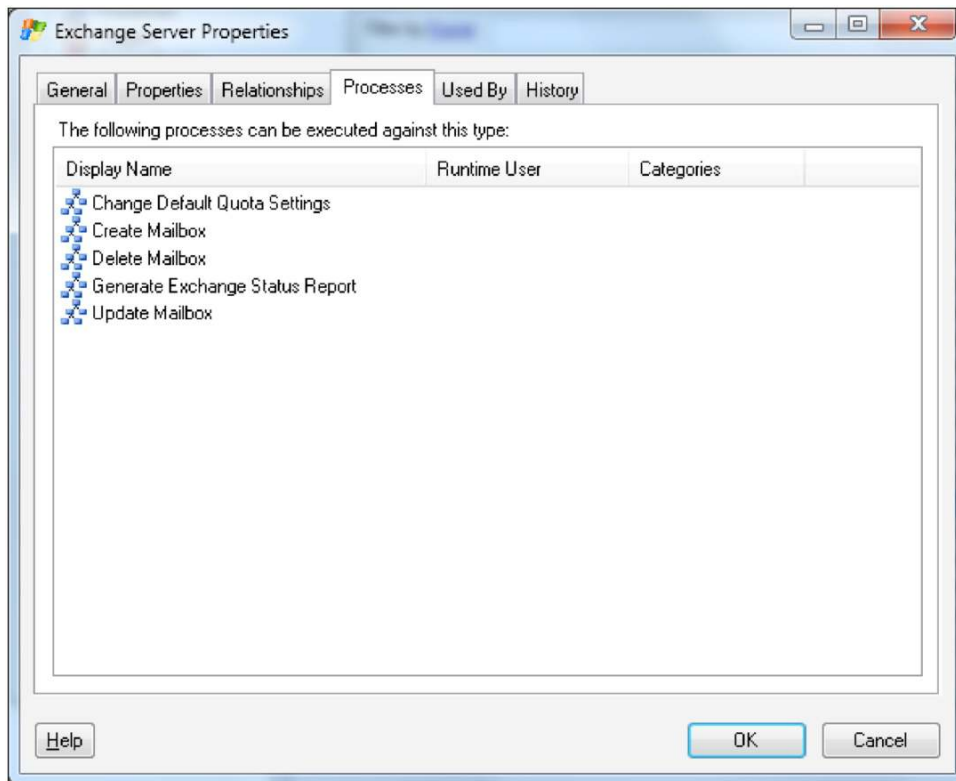 Exchange Server Properties
General Properties Relationships Processes Used By History
The following processes can be executed against this type:
Display Name Runtime User Categories
Change Default Quota Settings
Create Mailbox
Delete Mailbox
Generate Exchange Status Report
Update Mailbox
Help OK Cancel